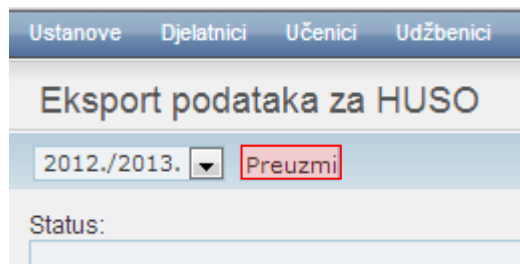 Ustanove Djelatnici Učenici Udžbenici
Eksport podataka za HUSO
2012./2013. Preuzmi
Status: